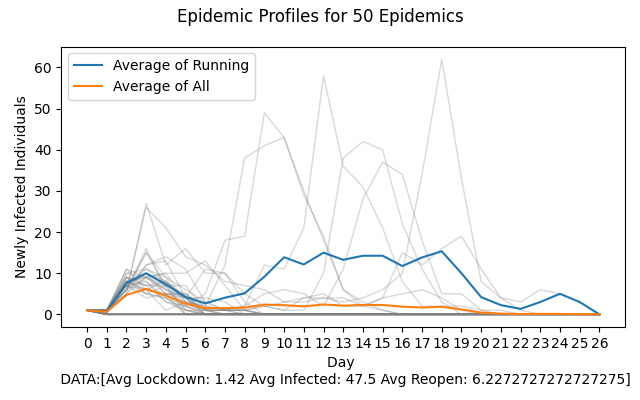 Epidemic Profiles for 50 Epidemics
Average of Running
Average of All
Newly Infected Individuals
60
50
40
30
20
10
0
0 1 2 3 4 5 6 7 8 9 10 11 12 13 14 15 16 17 18 19 20 21 22 23 24 25 26
Day
DATA:[Avg Lockdown: 1.42 Avg Infected: 47.5 Avg Reopen: 6.2272727272727275]